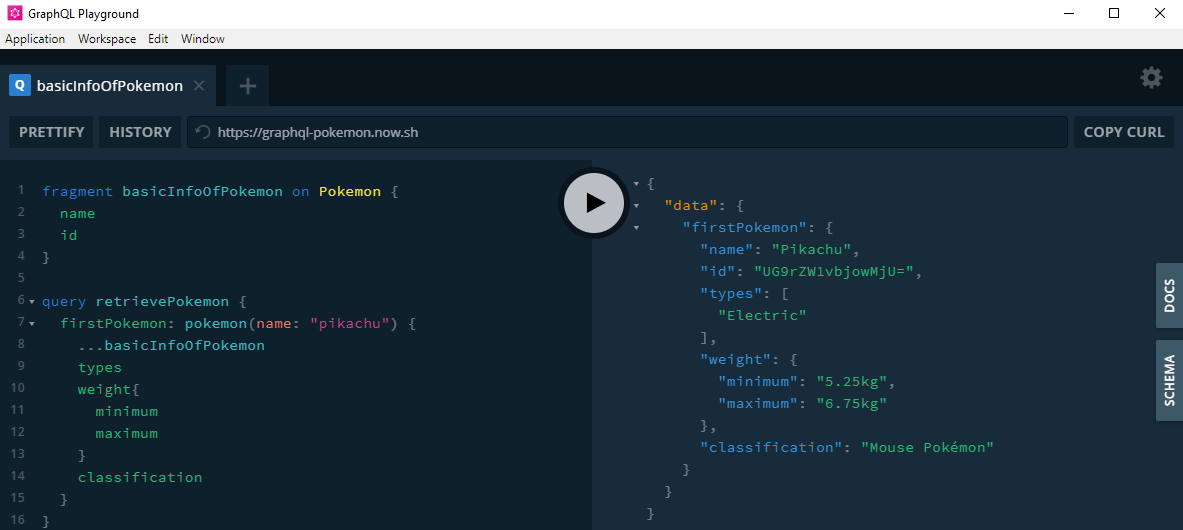 GraphQL Playground
Application Workspace Edit Window
Q basicInfoOfPokemon
PRETTIFY HISTORY https://graphql-pokemon.now.sh COPY CURL
1 fragment basicInfoOfPokemon on Pokemon {
2 name
3 id
4 }
5
6 query retrievePokemon {
7 firstPokemon: pokemon(name: "pikachu") {
8 ...basicInfoOfPokemon
9 types
10 weight{
11 minimum
12 maximum
13 }
14 classification
15 }
16 }
{
"data": {
"firstPokemon": {
"name": "Pikachu",
"id": "UG9rZW1vbjowMjU=",
"types": [
"Electric"
],
"weight": {
"minimum": "5.25kg",
"maximum": "6.75kg"
},
"classification": "Mouse Pokémon"
}
}
}
DOCS
SCHEMA